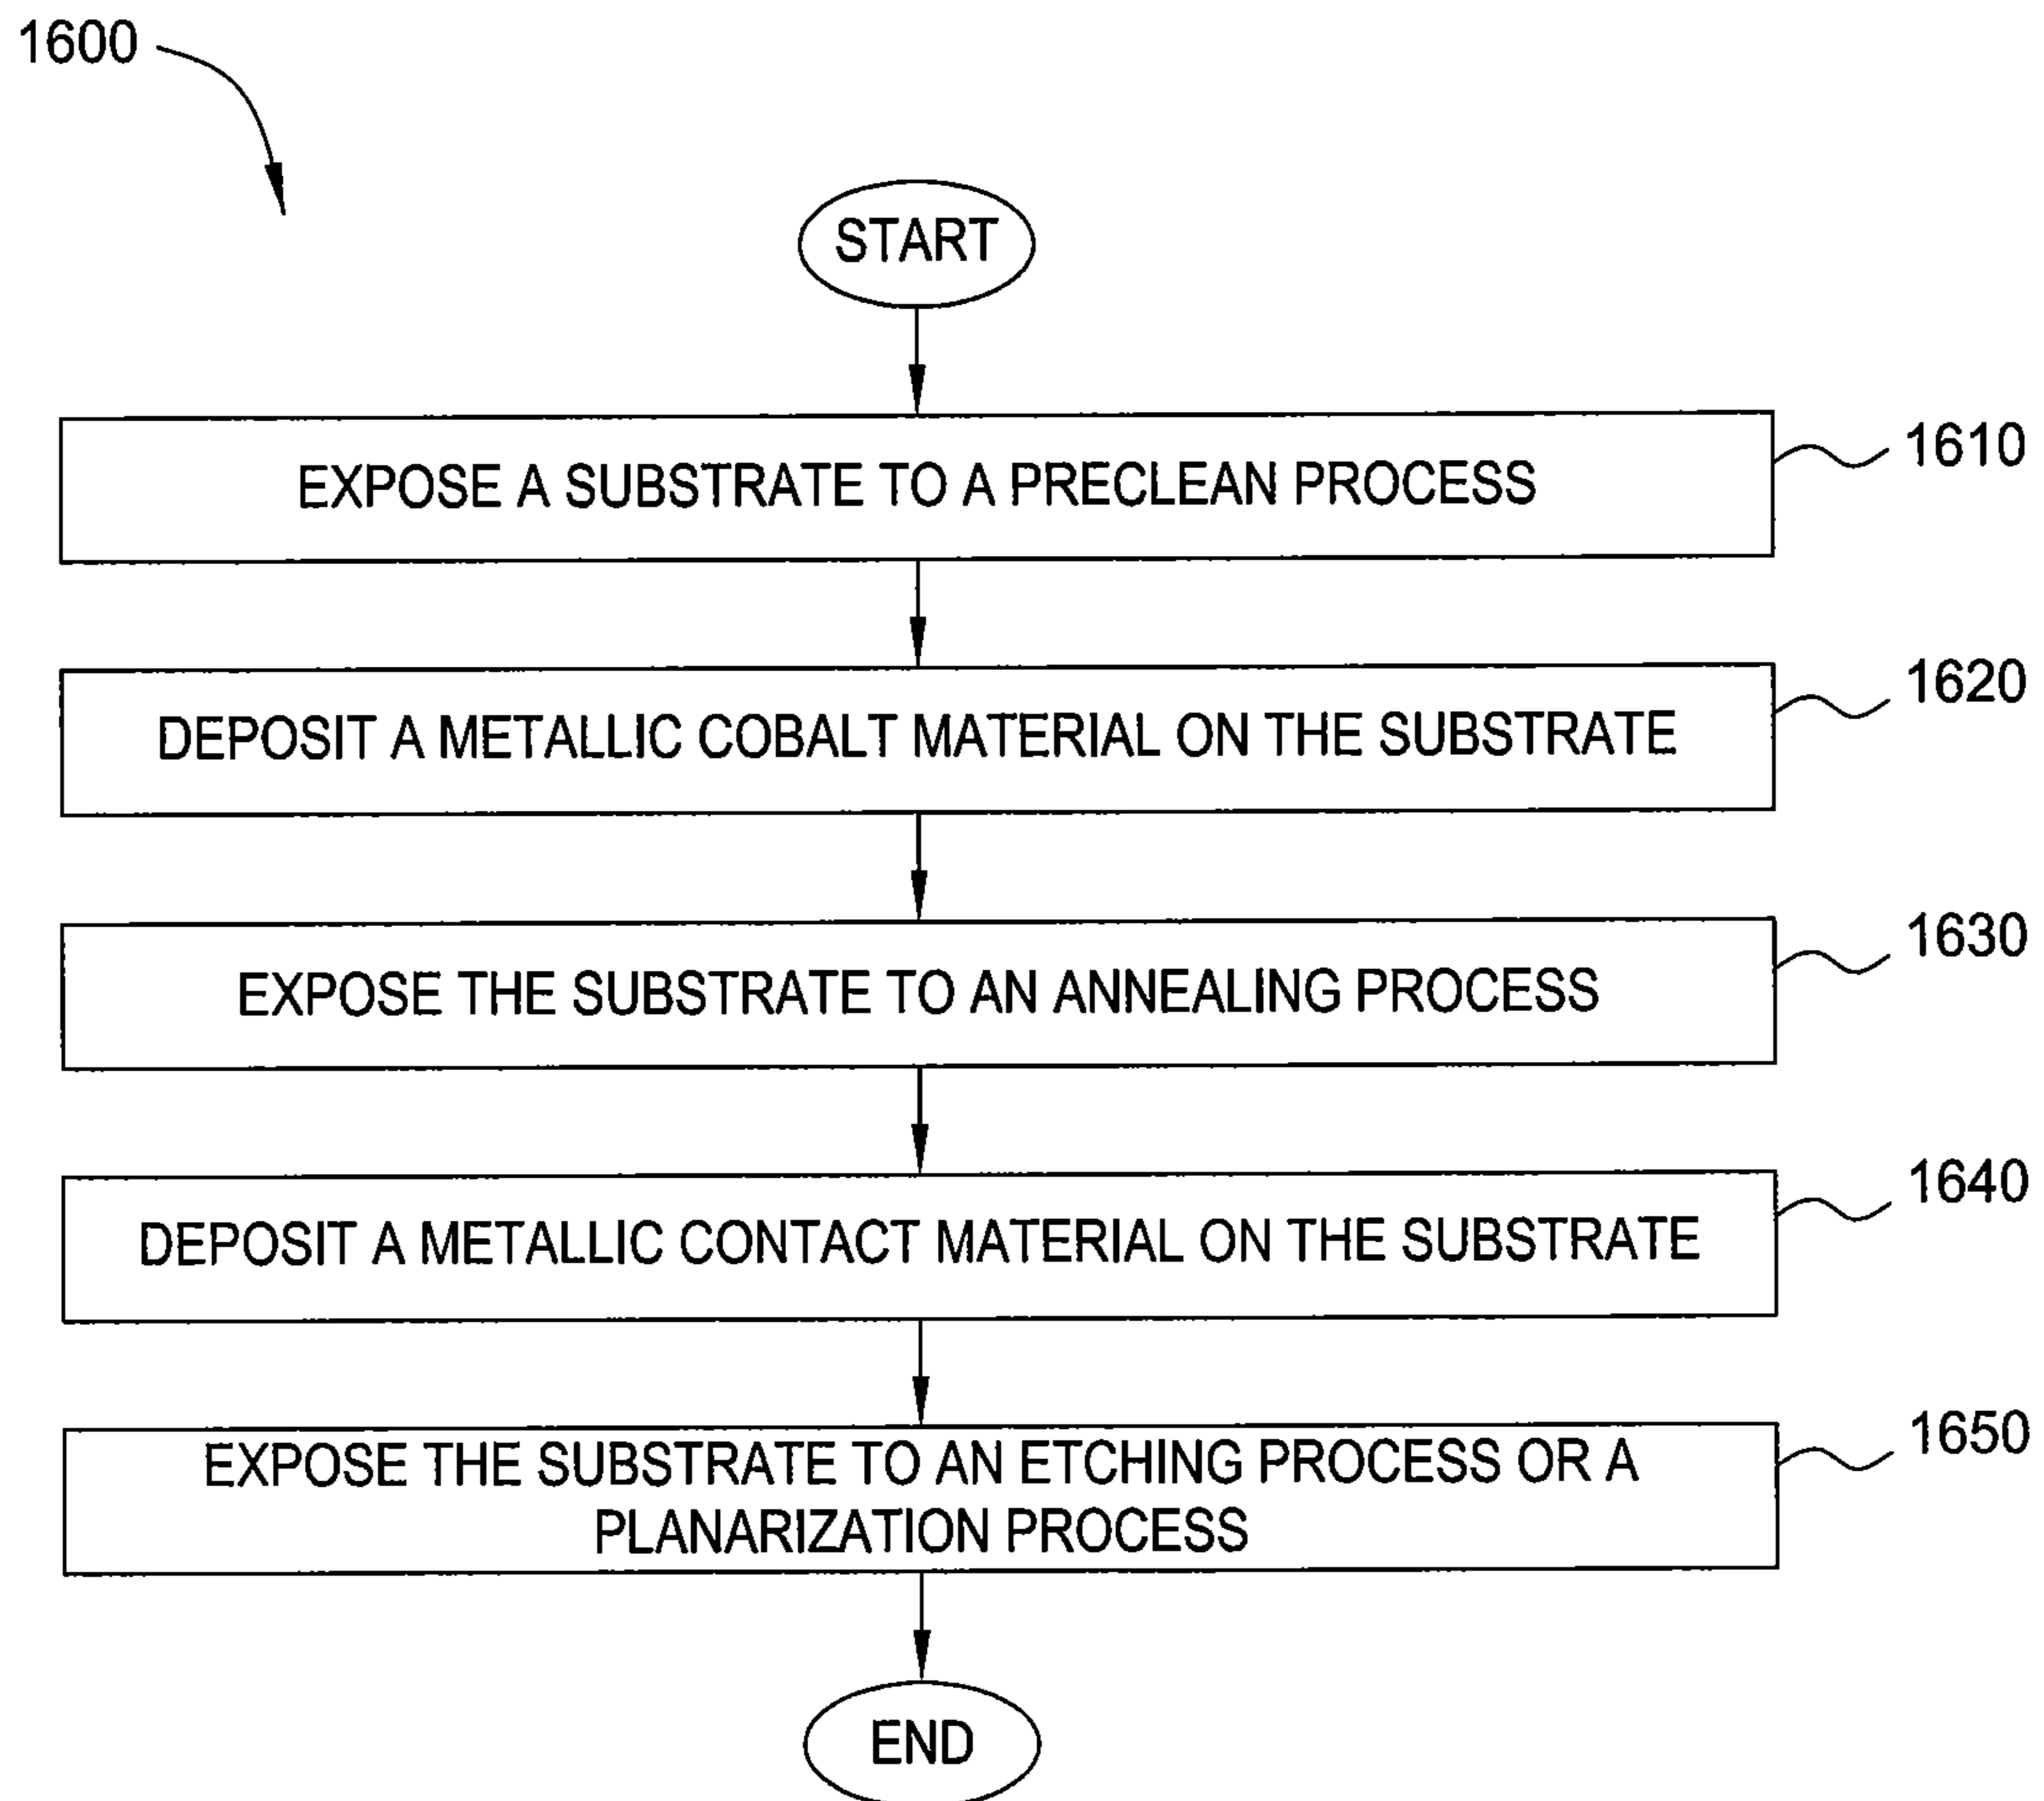 1600
START
EXPOSE A SUBSTRATE TO A PRECLEAN PROCESS
1610
DEPOSIT A METALLIC COBALT MATERIAL ON THE SUBSTRATE
1620
EXPOSE THE SUBSTRATE TO AN ANNEALING PROCESS
1630
DEPOSIT A METALLIC CONTACT MATERIAL ON THE SUBSTRATE
1640
EXPOSE THE SUBSTRATE TO AN ETCHING PROCESS OR A
PLANARIZATION PROCESS
1650
END